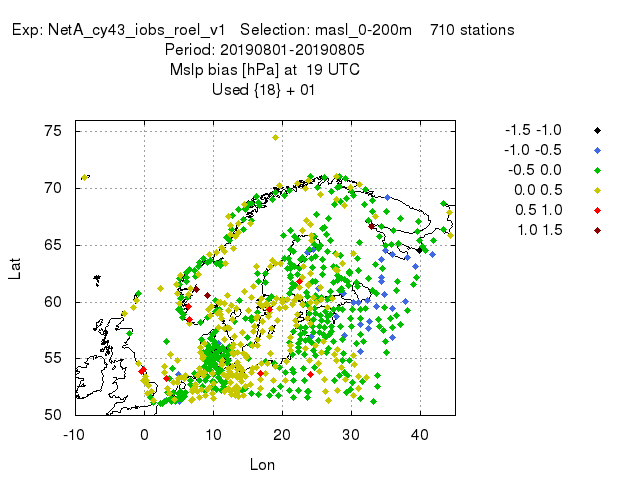 Exp: NetA_cy43_iobs_roel_v1 Selection: masl_0-200m 710 stations
Period: 20190801-20190805
Mslp bias [hPa] at 19 UTC
Used {18} + 01
75
70
65
60
55
50
-10 0 10 20 30 40
Lat
Lon
-1.5 -1.0
-1.0 -0.5
-0.5 0.0
0.0 0.5
0.5 1.0
1.0 1.5